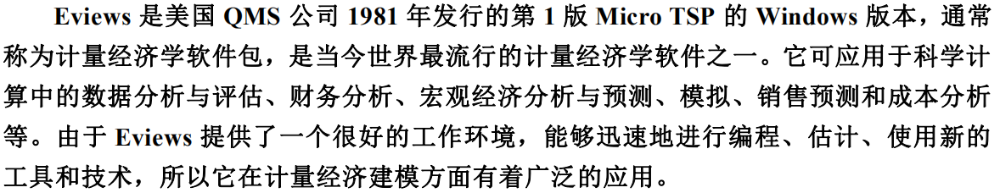 Eviews 是美国 QMS 公司 1981 年发行的第 1 版 Micro TSP 的 Windows 版本，通常
称为计量经济学软件包，是当今世界最流行的计量经济学软件之一。它可应用于科学计
算中的数据分析与评估、财务分析、宏观经济分析与预测、模拟、销售预测和成本分析
等。由于 Eviews 提供了一个很好的工作环境，能够迅速地进行编程、估计、使用新的
工具和技术，所以它在计量经济建模方面有着广泛的应用。